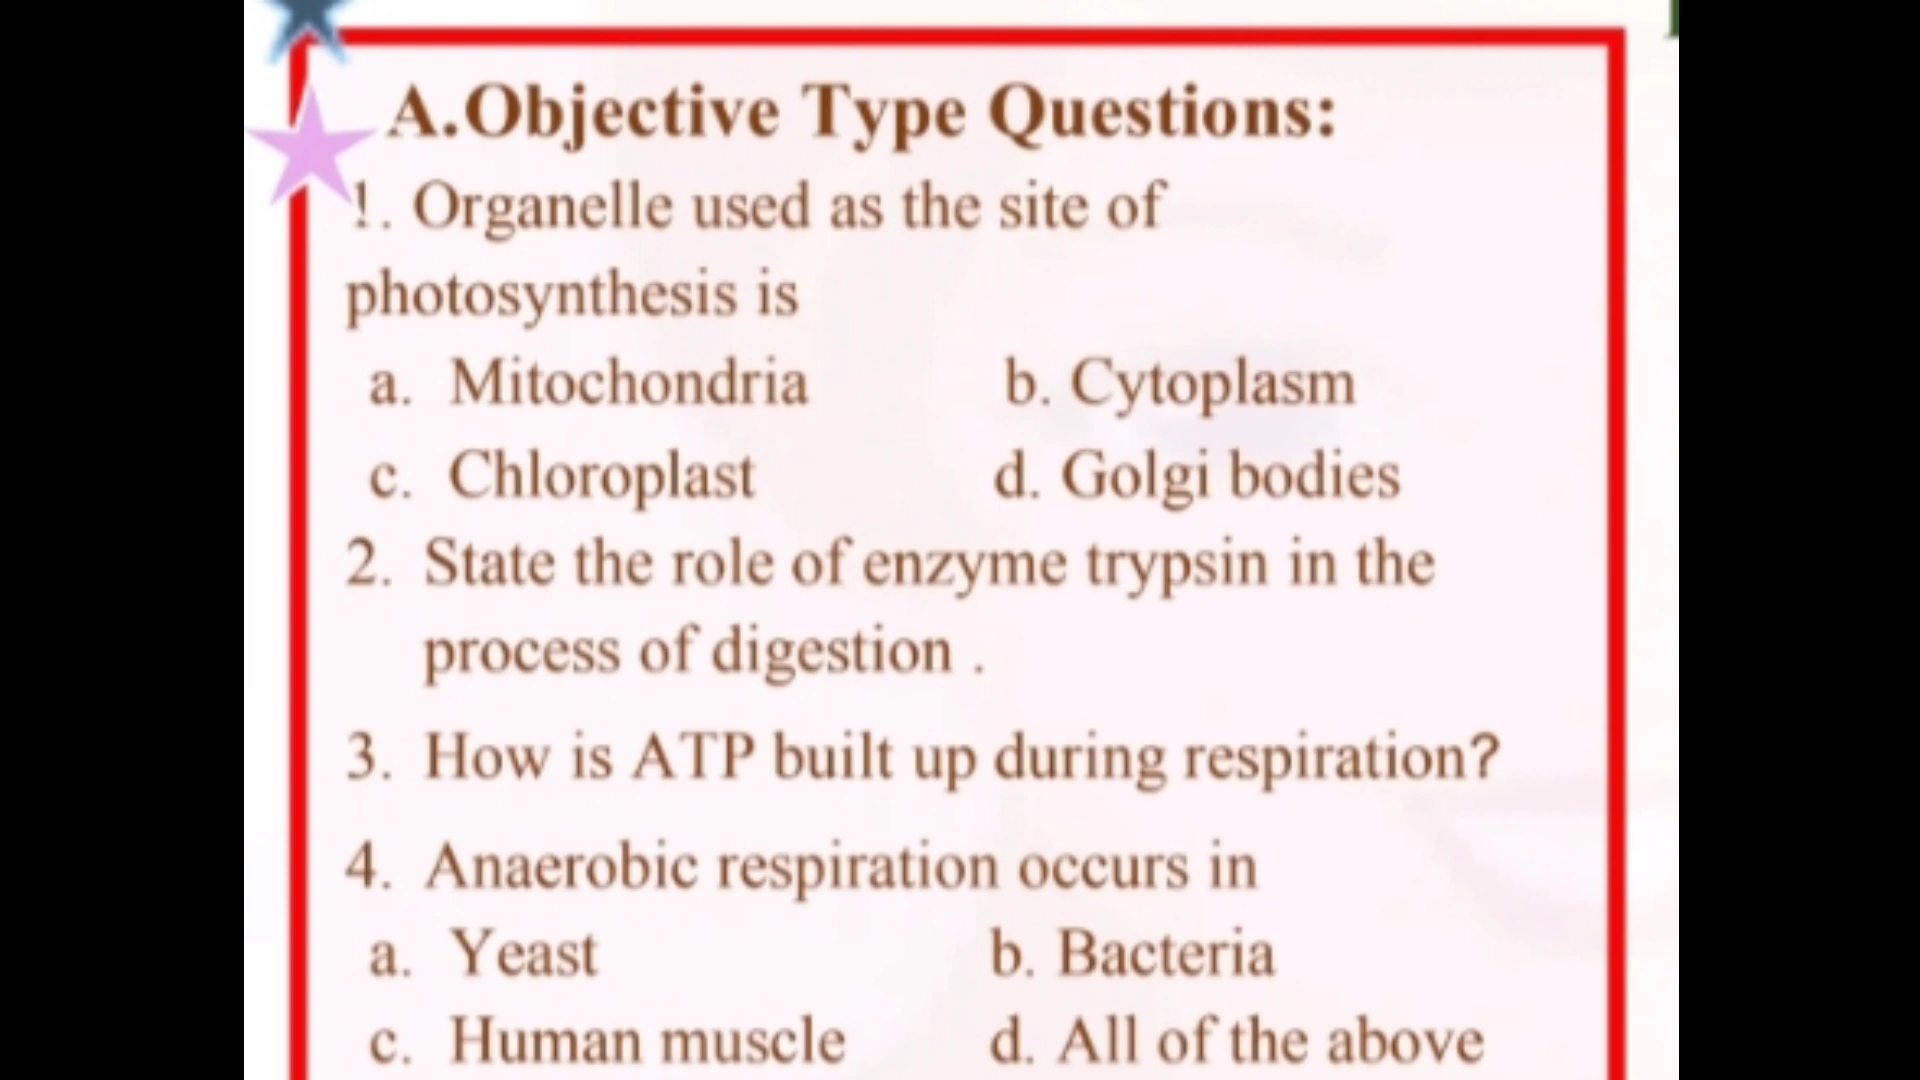 A.Objective Type Questions:
!. Organelle used as the site of
photosynthesis is
a. Mitochondria b. Cytoplasm
c. Chloroplast d. Golgi bodies
2. State the role of enzyme trypsin in the
process of digestion .
3. How is ATP built up during respiration?
4. Anaerobic respiration occurs in
a. Yeast b. Bacteria
c. Human muscle d. All of the above